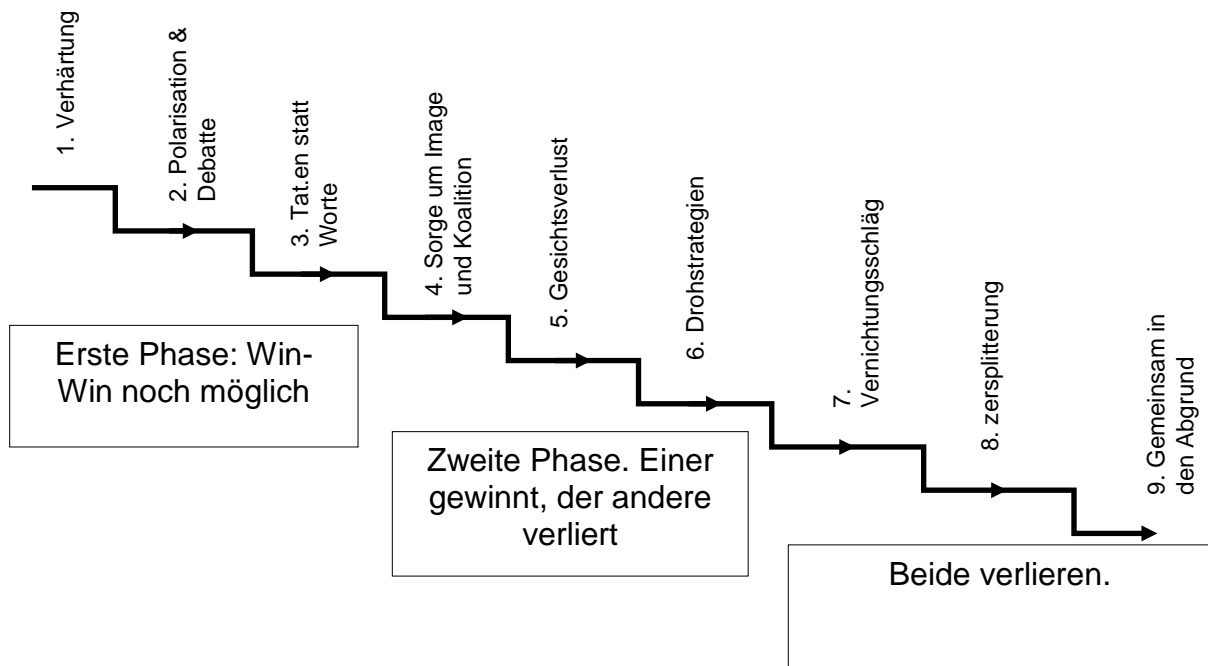 1. Verhärtung
2. Polarisation &
Debatte
3. Tat.en statt
Worte
4. Sorge um Image
und Koalition
5. Gesichtsverlust
6. Drohstrategien
7.
Vernichtungsschläg
8. zersplitterung
9. Gemeinsam in
den Abgrund
Erste Phase: Win-
Win noch möglich
Zweite Phase. Einer
gewinnt, der andere
verliert
Beide verlieren.